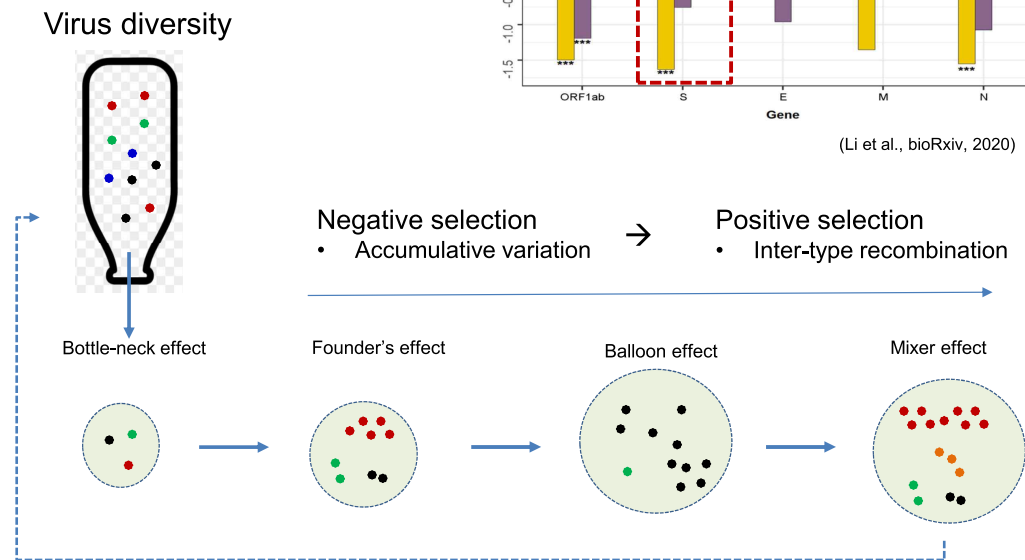 Virus diversity
-1.0
-1.5
***
***
***
***
ORF1ab
S
E
M
N
Gene
(Li et al., bioRxiv, 2020)
Negative selection
• Accumulative variation
→
Positive selection
• Inter-type recombination
Bottle-neck effect
Founder's effect
Balloon effect
Mixer effect